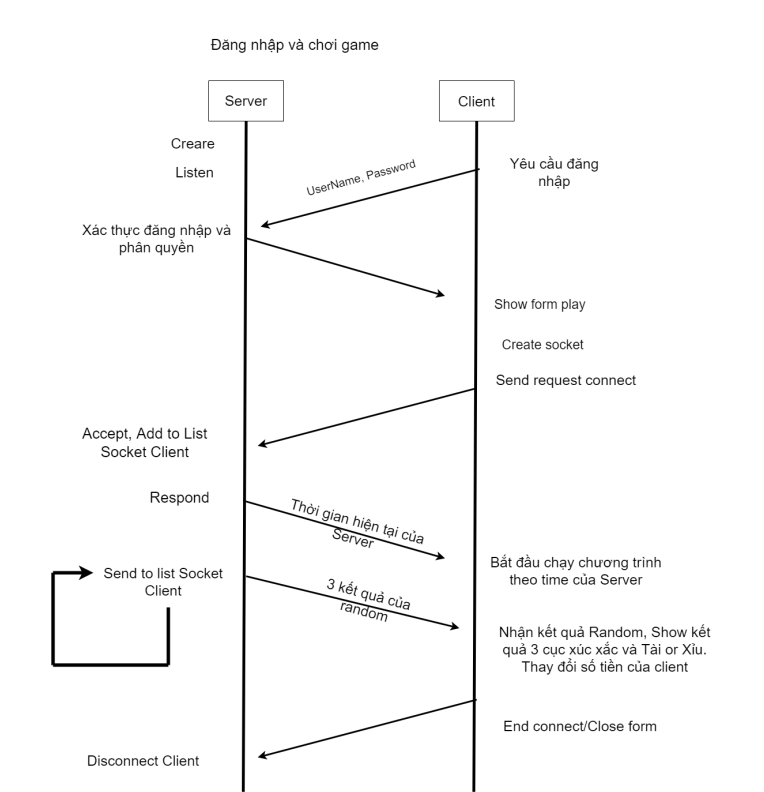 Đăng nhập và chơi game
Server
Client
Creare
Listen
UserName, Password
Yêu cầu đăng
nhập
Xác thực đăng nhập và
phân quyền
Show form play
Create socket
Send request connect
Accept, Add to List
Socket Client
Respond
Thời gian hiện tại của
Server
Bắt đầu chạy chương trình
theo time của Server
Send to list Socket
Client
3 kết quả của
random
Nhận kết quả Random, Show kết
quả 3 cục xúc xắc và Tài or Xỉu.
Thay đổi số tiền của client
End connect/Close form
Disconnect Client